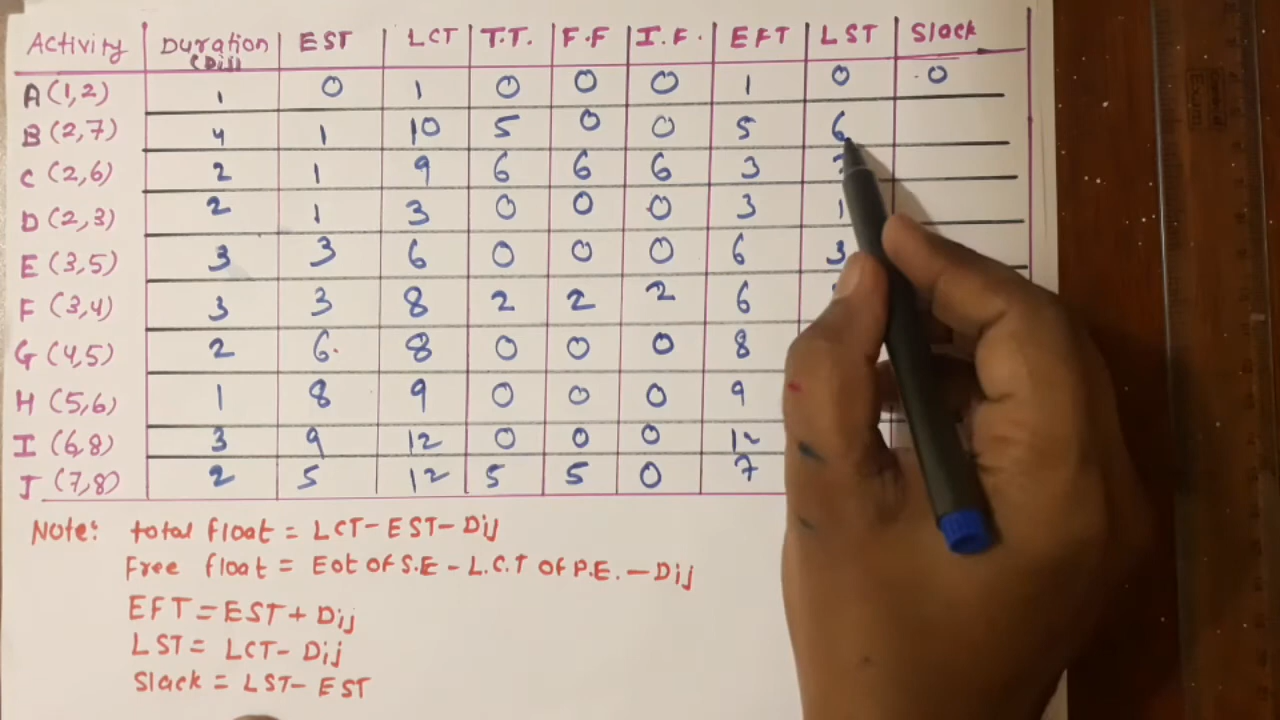 Activity Duration (Dij) EST LCT T.T. F.F I.F. EFT LST Slack
A (1,2) 1 0 1 0 0 0 1 0 0
B (2,7) 4 1 10 5 0 0 5 6
C (2,6) 2 1 9 6 6 6 3
D (2,3) 2 1 3 0 0 0 3 1
E (3,5) 3 3 6 0 0 0 6 3
F (3,4) 3 3 8 2 2 2 6
G (4,5) 2 6 8 0 0 0 8
H (5,6) 1 8 9 0 0 0 9
I (6,8) 3 9 12 0 0 0 12
J (7,8) 2 5 12 5 5 0 7
Note: total float = LCT - EST - Dij
Free float = Eot of S.E - L.C.T of P.E. - Dij
EFT = EST + Dij
LST = LCT - Dij
Slack = LST - EST